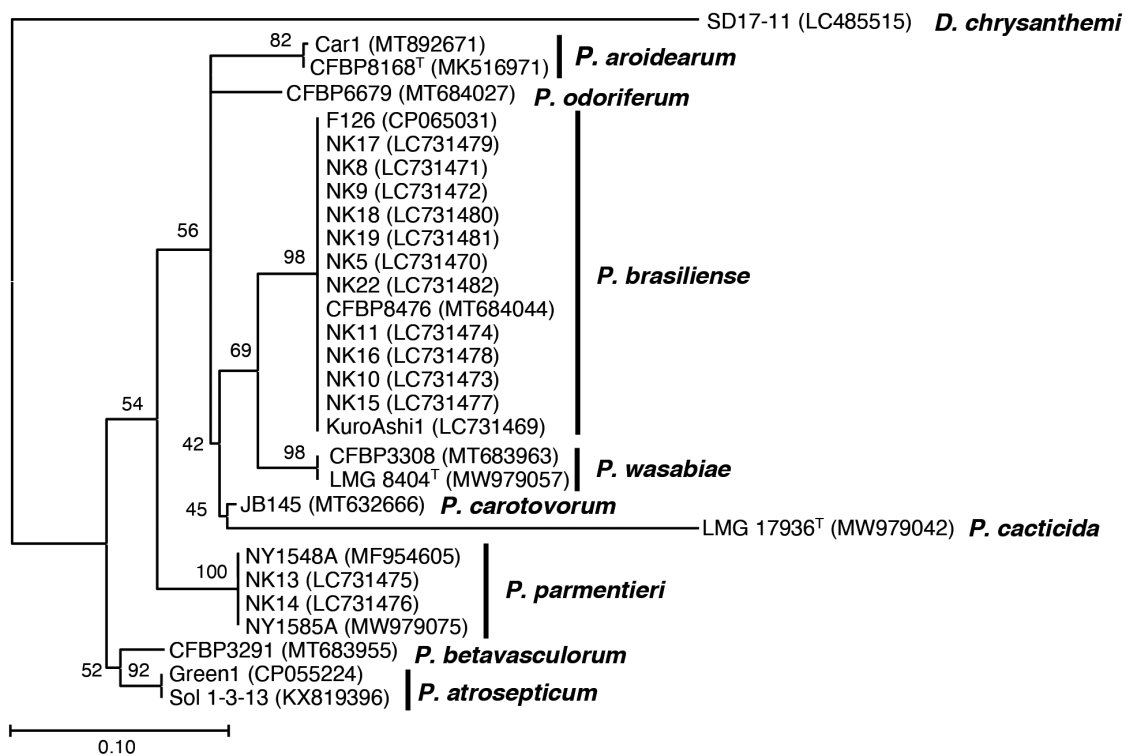 SD17-11 (LC485515) D. chrysanthemi
82 Car1 (MT892671)
CFBP8168T (MK516971) P. aroidearum
CFBP6679 (MT684027) P. odoriferum
F126 (CP065031)
NK17 (LC731479)
NK8 (LC731471)
NK9 (LC731472)
NK18 (LC731480)
56
NK19 (LC731481)
98 NK5 (LC731470)
P. brasiliense
NK22 (LC731482)
CFBP8476 (MT684044)
NK11 (LC731474)
69 NK16 (LC731478)
NK10 (LC731473)
54 NK15 (LC731477)
KuroAshi1 (LC731469)
42
98 CFBP3308 (MT683963)
P. wasabiae
LMG 8404T (MW979057)
45 JB145 (MT632666) P. carotovorum
LMG 17936T (MW979042) P. cacticida
NY1548A (MF954605)
100 NK13 (LC731475)
P. parmentieri
NK14 (LC731476)
NY1585A (MW979075)
CFBP3291 (MT683955) P. betavasculorum
52 92 Green1 (CP055224)
P. atrosepticum
Sol 1-3-13 (KX819396)
0.10